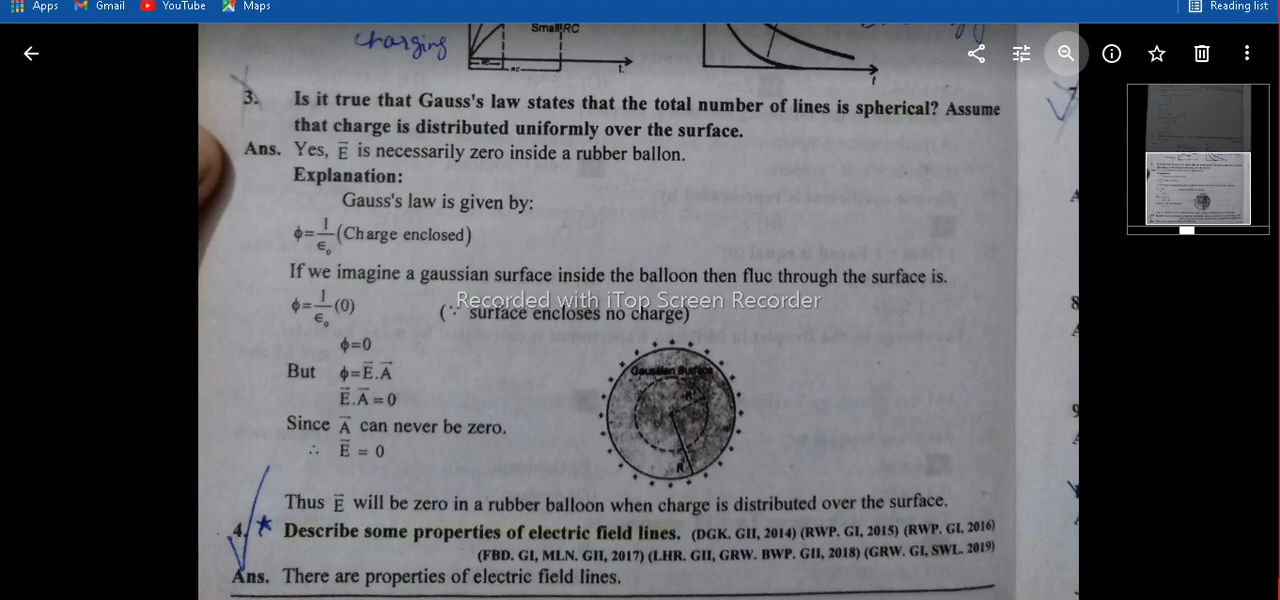 Apps Gmail YouTube Maps Reading list
charging
Small RC
RC
RC
t
t
3. Is it true that Gauss's law states that the total number of lines is spherical? Assume
that charge is distributed uniformly over the surface.
Ans. Yes, E⃗ is necessarily zero inside a rubber ballon.
Explanation:
Gauss's law is given by:
ϕ=1/ϵ₀(Charge enclosed)
If we imagine a gaussian surface inside the balloon then fluc through the surface is.
Recorded with iTop Screen Recorder
ϕ=1/ϵ₀(0) (∵ surface encloses no charge)
ϕ=0
But ϕ=E⃗.A⃗
E⃗.A⃗=0
Since A⃗ can never be zero.
∴ E⃗ = 0
Gaussian Surface
R'
R
Thus E⃗ will be zero in a rubber balloon when charge is distributed over the surface.
4. Describe some properties of electric field lines. (DGK. GII, 2014) (RWP. GI, 2015) (RWP. GI, 2016)
(FBD. GI, MLN. GII, 2017) (LHR. GII, GRW. BWP. GII, 2018) (GRW. GI, SWL. 2019)
Ans. There are properties of electric field lines.
8
9